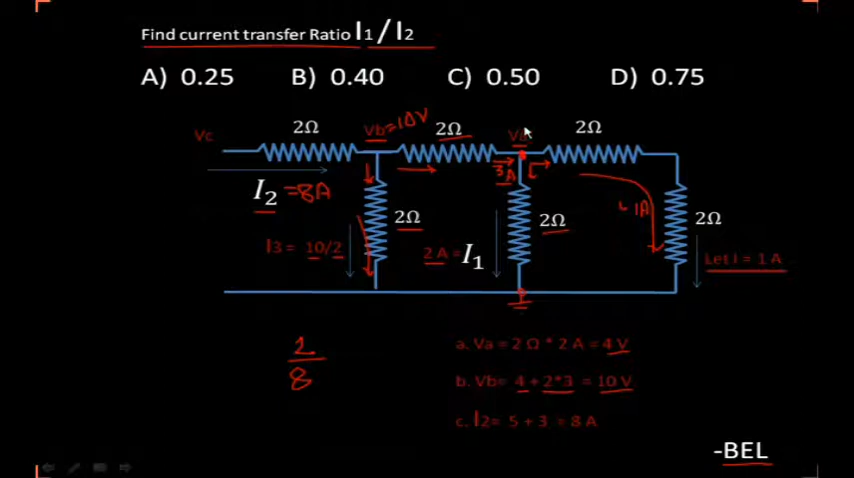 Find current transfer Ratio I₁ / I₂
A) 0.25 B) 0.40 C) 0.50 D) 0.75
Vc 2Ω Vb =10V 2Ω 2Ω
3A
I₂ =8A 2Ω 2Ω 1A 2Ω
I3 = 10/2 2 A = I₁ Let I = 1 A
2
8
a. Va = 2 Ω * 2 A = 4 V
b. Vb= 4 + 2*3 = 10 V
c. I2= 5 + 3 = 8 A
-BEL